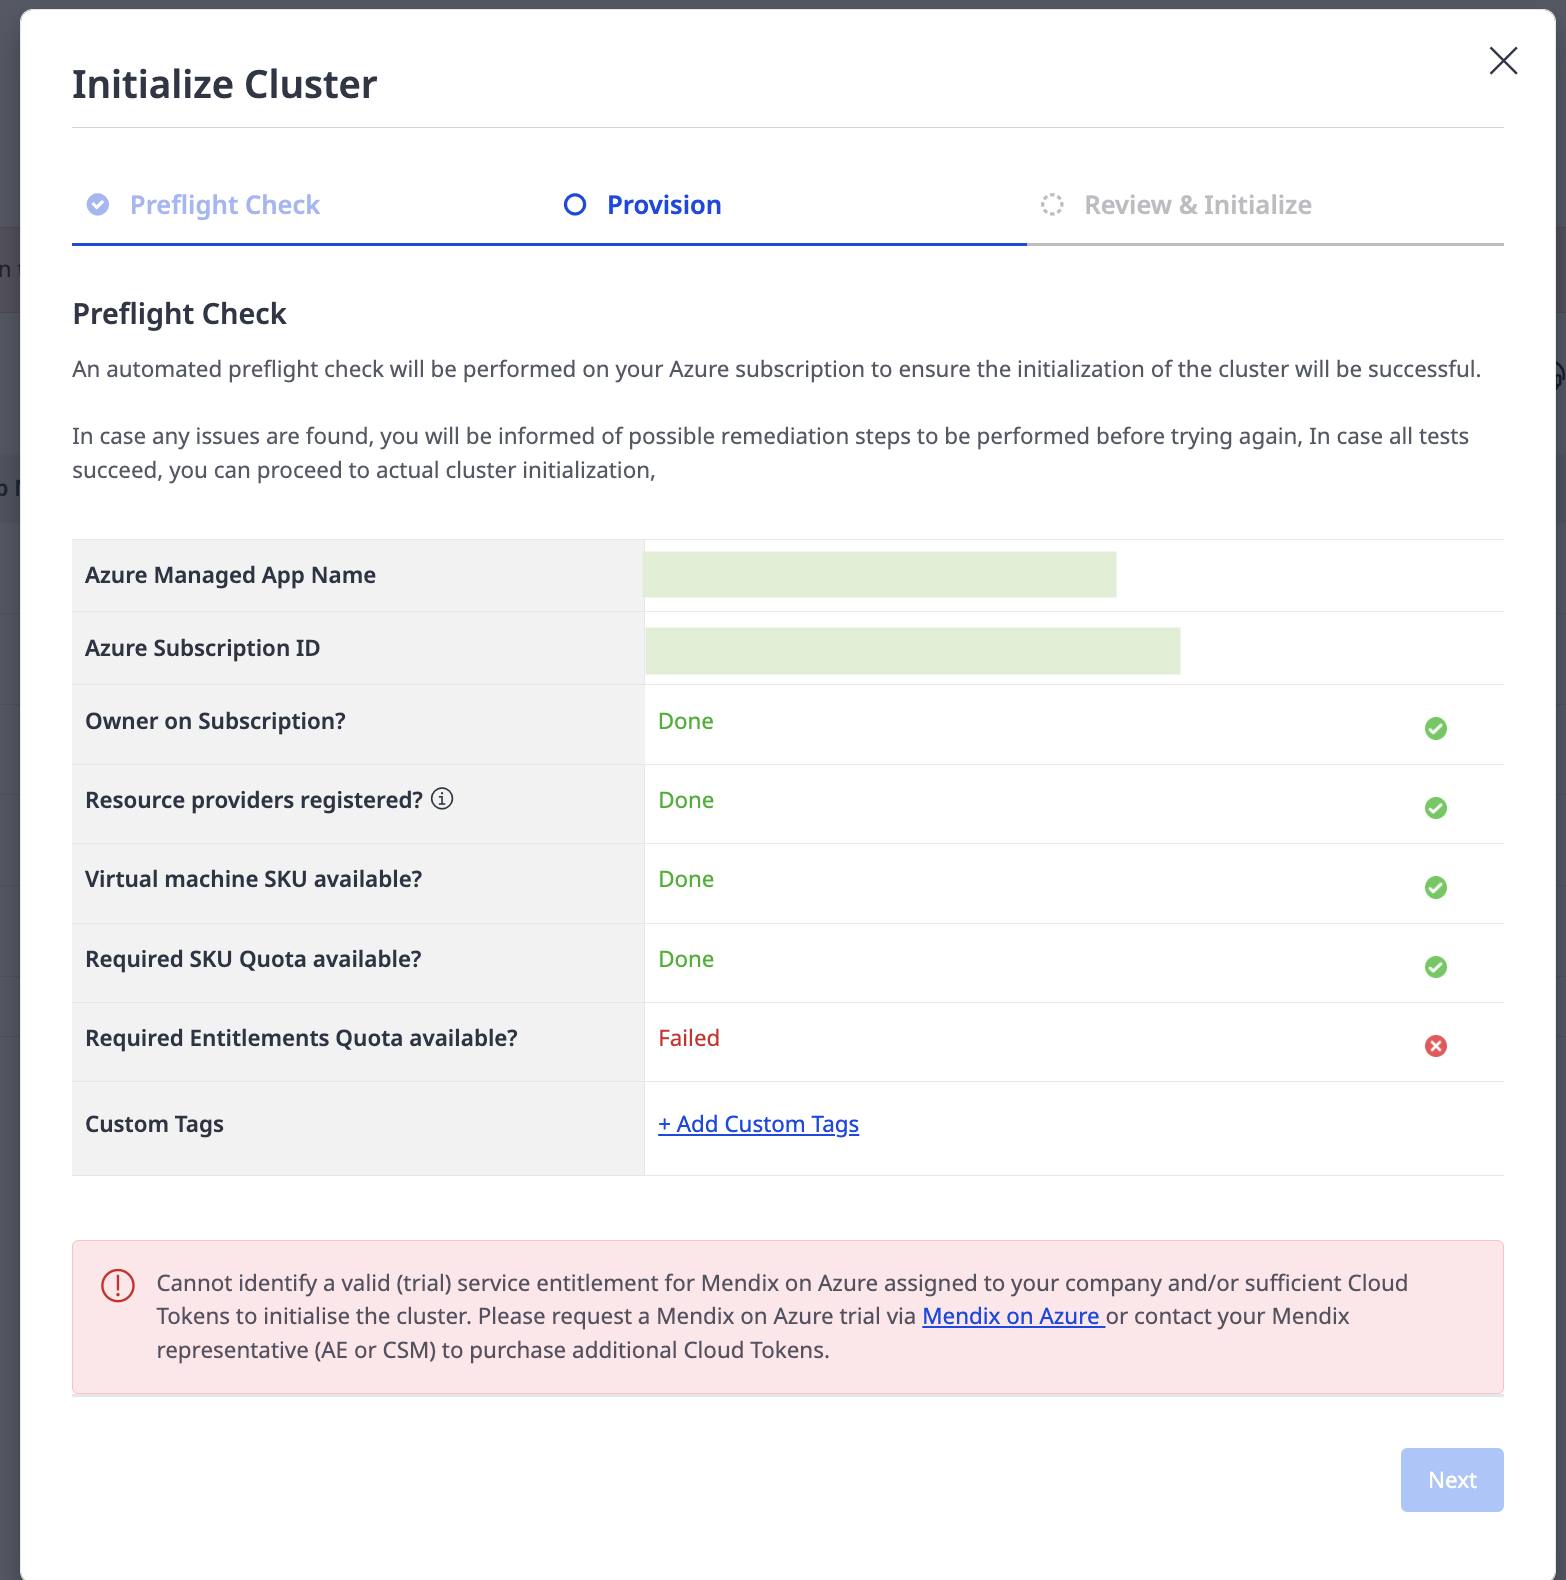 Initialize Cluster
Preflight Check
Provision
Review & Initialize
Preflight Check
An automated preflight check will be performed on your Azure subscription to ensure the initialization of the cluster will be successful.
In case any issues are found, you will be informed of possible remediation steps to be performed before trying again, In case all tests
succeed, you can proceed to actual cluster initialization,
Azure Managed App Name
Azure Subscription ID
Owner on Subscription? Done
Resource providers registered? Done
Virtual machine SKU available? Done
Required SKU Quota available? Done
Required Entitlements Quota available? Failed
Custom Tags + Add Custom Tags
Cannot identify a valid (trial) service entitlement for Mendix on Azure assigned to your company and/or sufficient Cloud
Tokens to initialise the cluster. Please request a Mendix on Azure trial via Mendix on Azure or contact your Mendix
representative (AE or CSM) to purchase additional Cloud Tokens.
Next